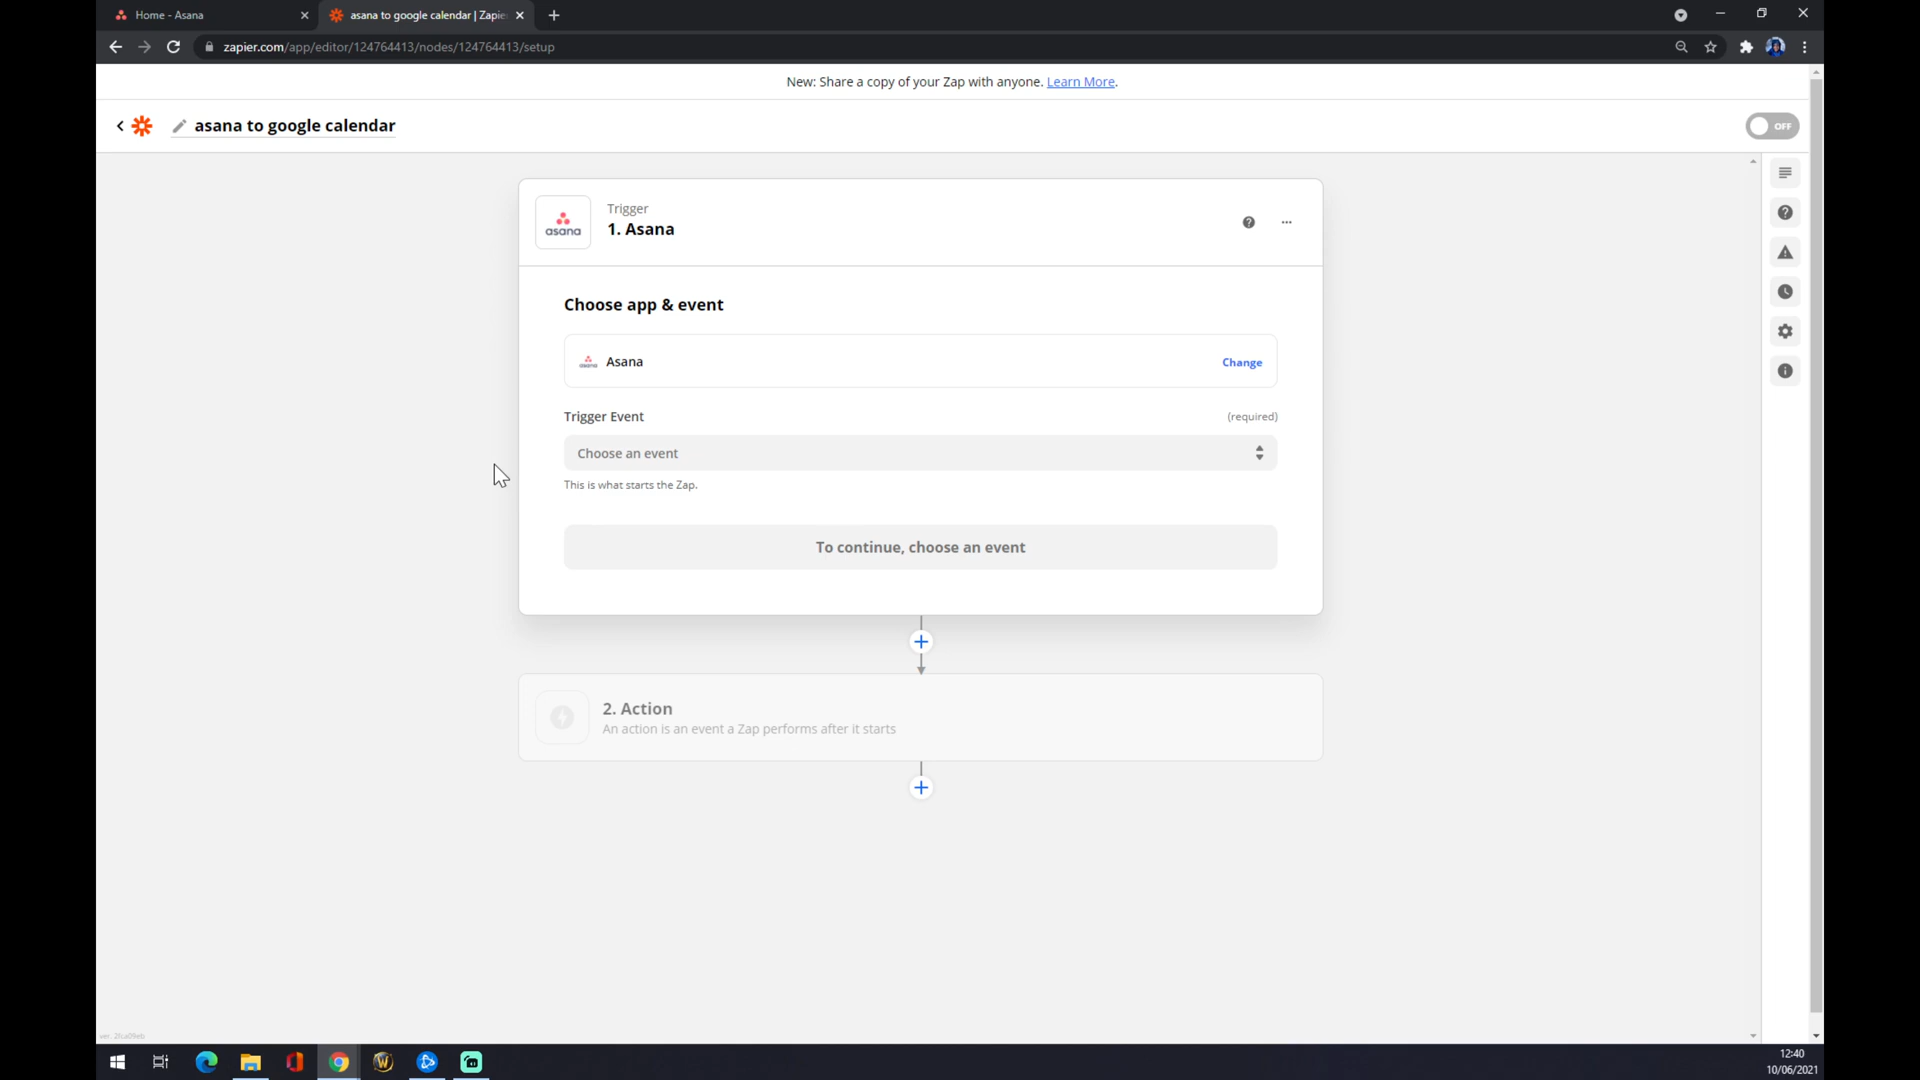 Home - Asana
asana to google calendar | Zapie
zapier.com/app/editor/124764413/nodes/124764413/setup
New: Share a copy of your Zap with anyone. Learn More.
asana to google calendar
OFF
asana
Trigger
1. Asana
Choose app & event
asana
Asana
Change
Trigger Event
(required)
Choose an event
This is what starts the Zap.
To continue, choose an event
2. Action
An action is an event a Zap performs after it starts
12:40
10/06/2021